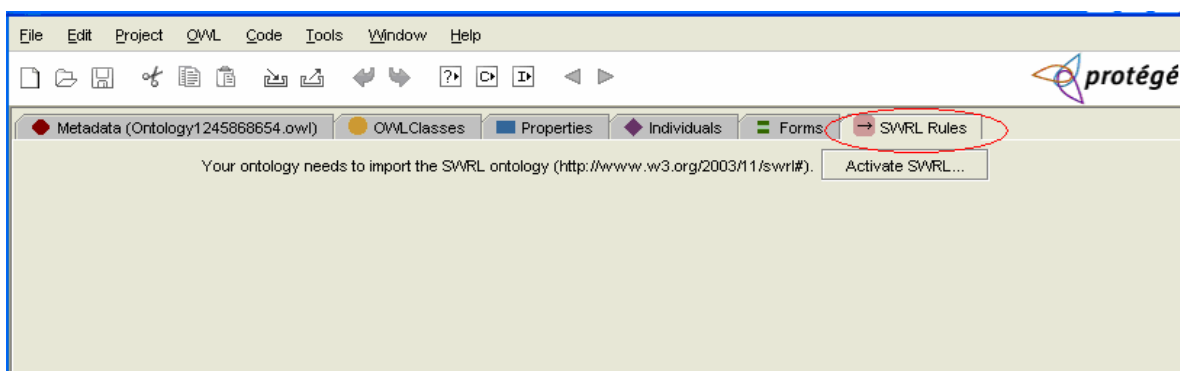 File Edit Project OWL Code Tools Window Help
protégé
Metadata (Ontology1245868654.owl) OWLClasses Properties Individuals Forms SWRL Rules
Your ontology needs to import the SWRL ontology (http://www.w3.org/2003/11/swrl#). Activate SWRL...